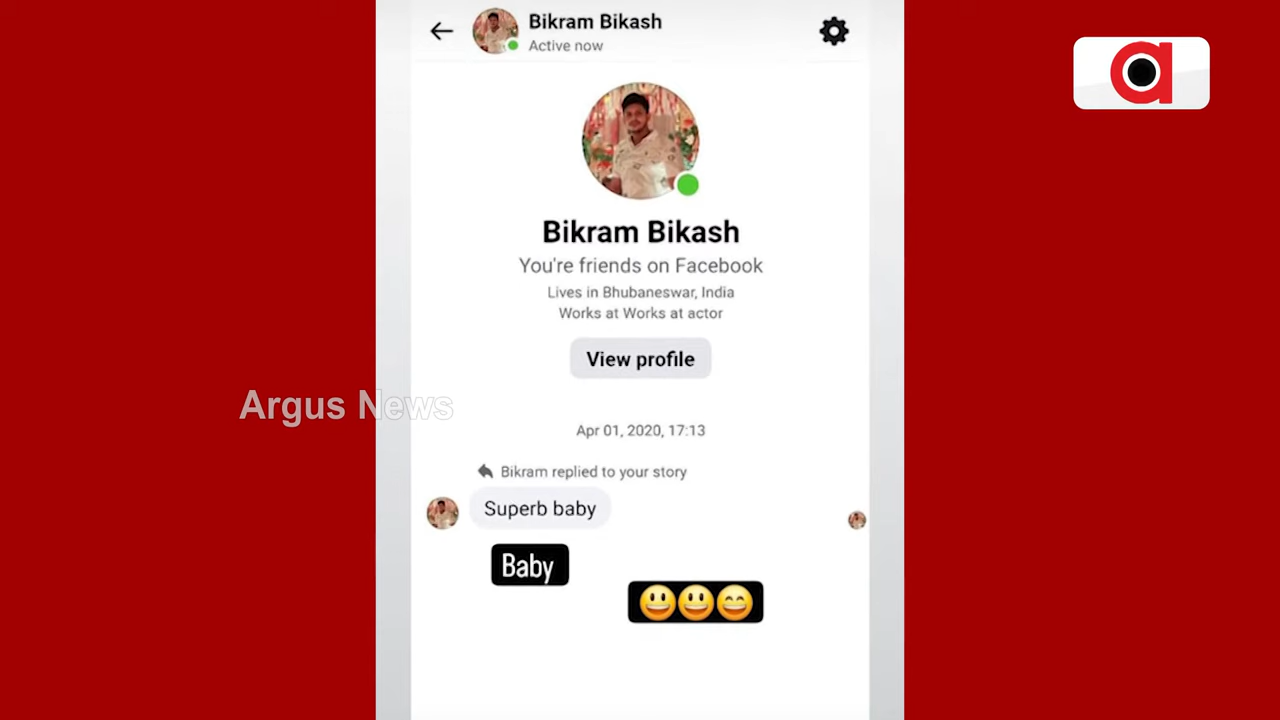 Bikram Bikash
Active now
Bikram Bikash
You're friends on Facebook
Lives in Bhubaneswar, India
Works at Works at actor
View profile
Argus News
Apr 01, 2020, 17:13
Bikram replied to your story
Superb baby
Baby
😃😃😄